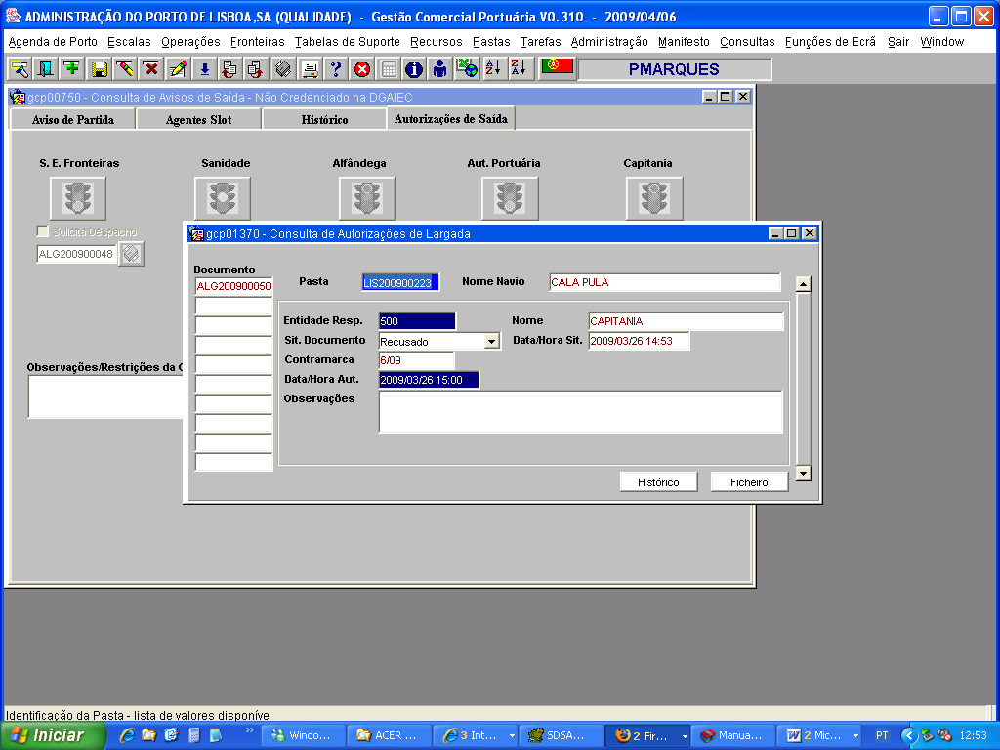 ADMINISTRAÇÃO DO PORTO DE LISBOA,SA (QUALIDADE) - Gestão Comercial Portuária V0.310 - 2009/04/06
Agenda de Porto Escalas Operações Fronteiras Tabelas de Suporte Recursos Pastas Tarefas Administração Manifesto Consultas Funções de Ecrã Sair Window
PMARQUES
gcp00750 - Consulta de Avisos de Saída - Não Credenciado na DGAIEC
Aviso de Partida Agentes Slot Histórico Autorizações de Saída
S. E. Fronteiras Sanidade Alfândega Aut. Portuária Capitania
Solicita Despacho
ALG200900048
gcp01370 - Consulta de Autorizações de Largada
Documento
ALG200900050
Pasta LIS200900223 Nome Navio CALA PULA
Entidade Resp. 500 Nome CAPITANIA
Sit. Documento Recusado Data/Hora Sit. 2009/03/26 14:53
Contramarca 6/09
Data/Hora Aut. 2009/03/26 15:00
Observações
Histórico Ficheiro
Observações/Restrições da
Identificação da Pasta - lista de valores disponível
Iniciar Windo... ACER ... 3 Int... SDSA... 2 Fir... Manua... 2 Mic... PT 12:53